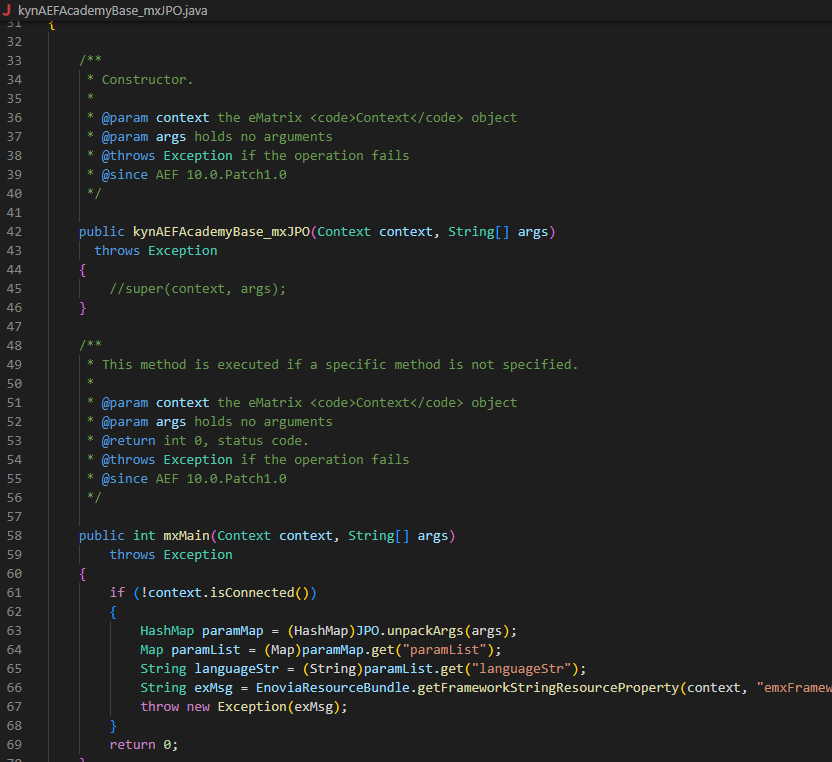 J kynAEFAcademyBase_mxJPO.java
31 {
32
33 /**
34 * Constructor.
35 *
36 * @param context the eMatrix <code>Context</code> object
37 * @param args holds no arguments
38 * @throws Exception if the operation fails
39 * @since AEF 10.0.Patch1.0
40 */
41
42 public kynAEFAcademyBase_mxJPO(Context context, String[] args)
43 throws Exception
44 {
45 //super(context, args);
46 }
47
48 /**
49 * This method is executed if a specific method is not specified.
50 *
51 * @param context the eMatrix <code>Context</code> object
52 * @param args holds no arguments
53 * @return int 0, status code.
54 * @throws Exception if the operation fails
55 * @since AEF 10.0.Patch1.0
56 */
57
58 public int mxMain(Context context, String[] args)
59 throws Exception
60 {
61 if (!context.isConnected())
62 {
63 HashMap paramMap = (HashMap)JPO.unpackArgs(args);
64 Map paramList = (Map)paramMap.get("paramList");
65 String languageStr = (String)paramList.get("languageStr");
66 String exMsg = EnoviaResourceBundle.getFrameworkStringResourceProperty(context, "emxFramew
67 throw new Exception(exMsg);
68 }
69 return 0;
70 }